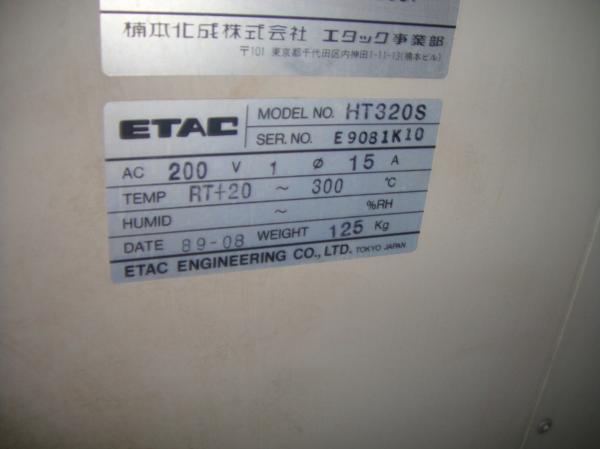 楠本化成株式会社 エタック事業部
〒101 東京都千代田区内神田1-11-13(楠本ビル)
ETAC MODEL NO. HT320S
SER. NO. E9081K10
AC 200 V 1 ø 15 A
TEMP RT+20 ~ 300 °C
HUMID ~ %RH
DATE 89-08 WEIGHT 125 Kg
ETAC ENGINEERING CO., LTD. TOKYO JAPAN